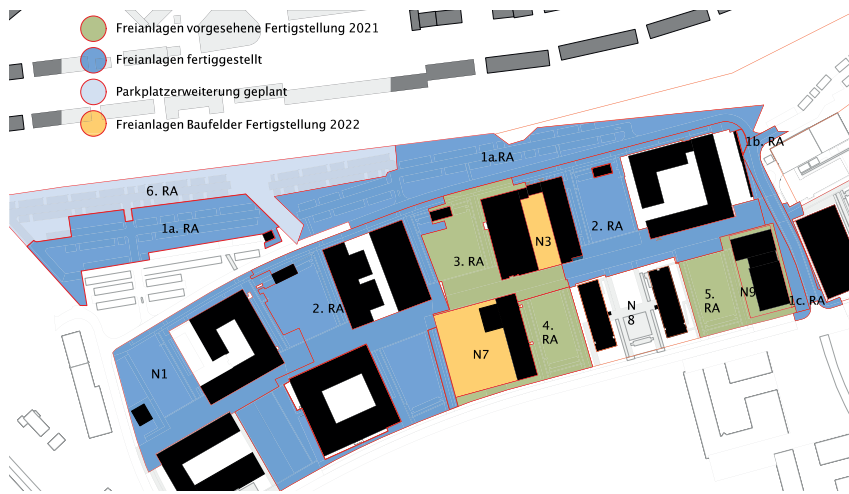 Freianlagen vorgesehene Fertigstellung 2021
Freianlagen fertiggestellt
Parkplatzerweiterung geplant
Freianlagen Baufelder Fertigstellung 2022
1b. RA
1a.RA
6. RA
1a. RA
2. RA
N3
3. RA
N9
5.
RA
1c. RA
N
8
2. RA
4.
RA
N7
N1